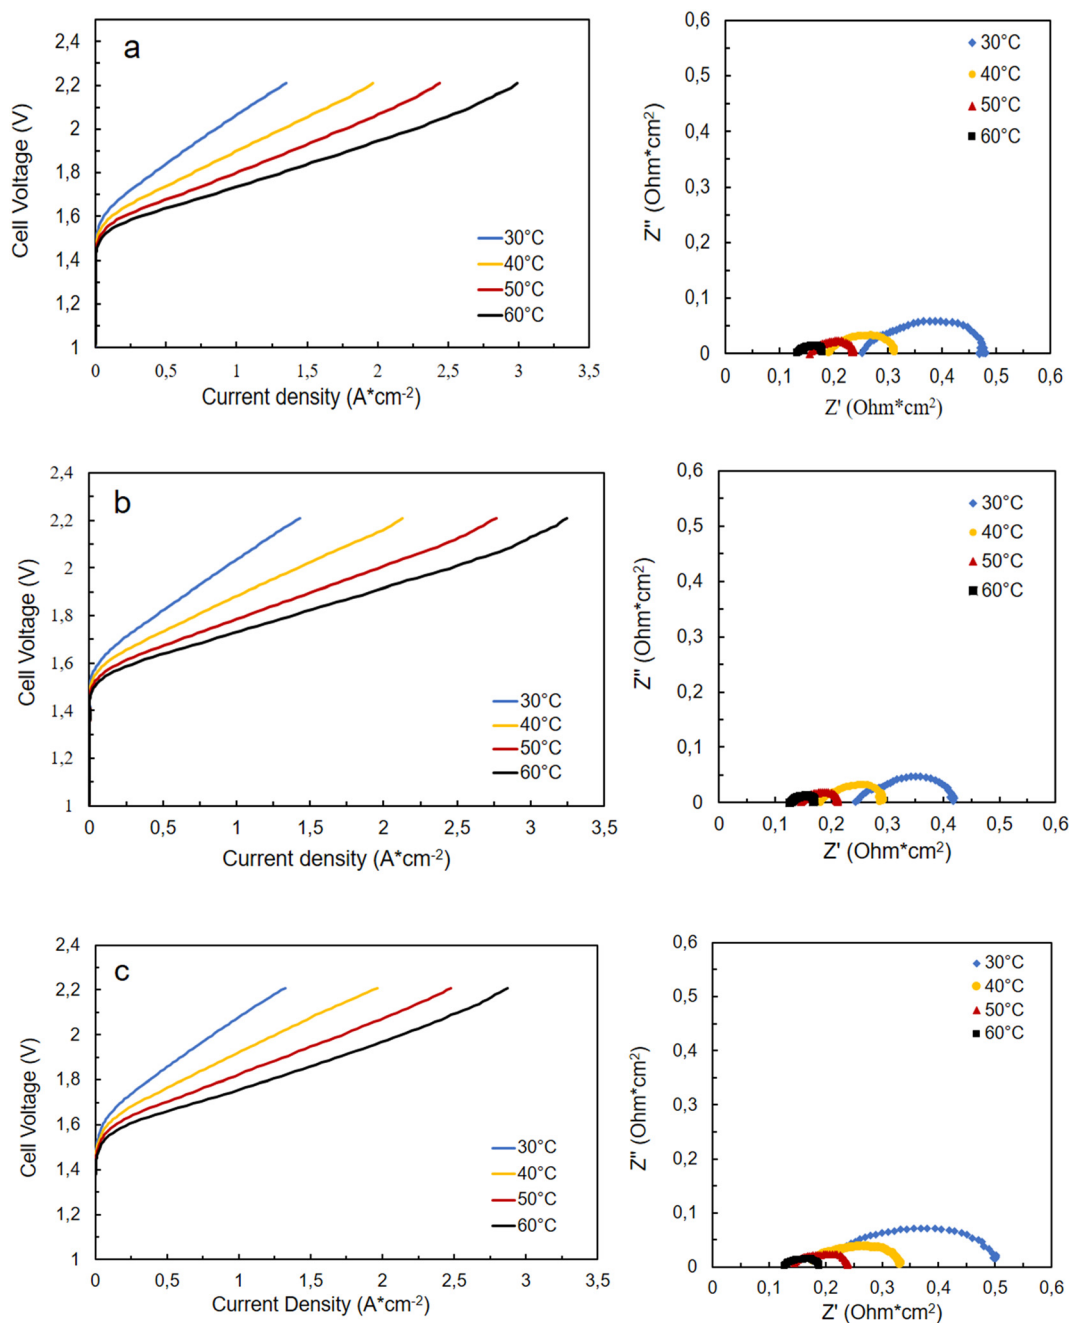 a
2,4
2,2
2
1,8
1,6
1,4
1,2
1
Cell Voltage (V)
30°C
40°C
50°C
60°C
0 0,5 1 1,5 2 2,5 3 3,5
Current density (A*cm-2)
0,6
0,5
0,4
0,3
0,2
0,1
0
Z'' (Ohm*cm2)
30°C
40°C
50°C
60°C
0 0,1 0,2 0,3 0,4 0,5 0,6
Z' (Ohm*cm2)
b
2,4
2,2
2
1,8
1,6
1,4
1,2
1
Cell Voltage (V)
30°C
40°C
50°C
60°C
0 0,5 1 1,5 2 2,5 3 3,5
Current density (A*cm-2)
0,6
0,5
0,4
0,3
0,2
0,1
0
Z'' (Ohm*cm2)
30°C
40°C
50°C
60°C
0 0,1 0,2 0,3 0,4 0,5 0,6
Z' (Ohm*cm2)
c
2,4
2,2
2
1,8
1,6
1,4
1,2
1
Cell Voltage (V)
30°C
40°C
50°C
60°C
0 0,5 1 1,5 2 2,5 3 3,5
Current Density (A*cm-2)
0,6
0,5
0,4
0,3
0,2
0,1
0
Z'' (Ohm*cm2)
30°C
40°C
50°C
60°C
0 0,1 0,2 0,3 0,4 0,5 0,6
Z' (Ohm*cm2)